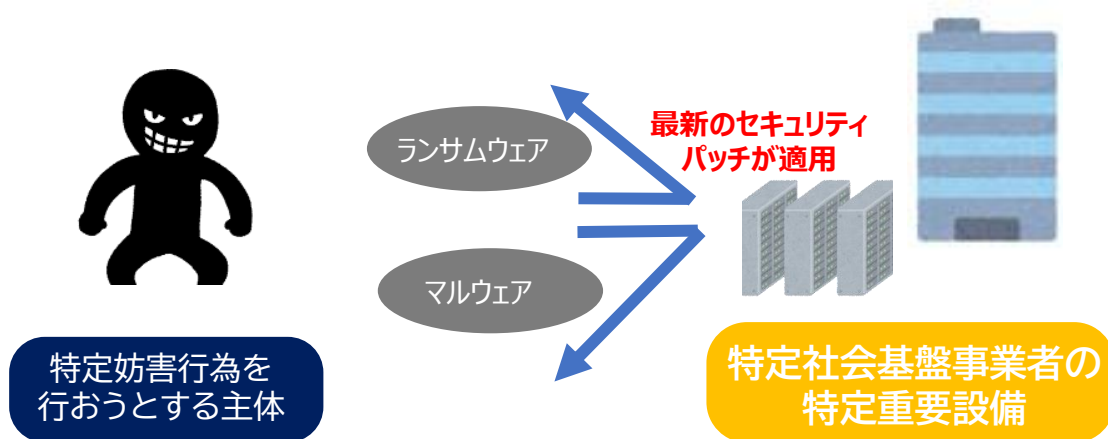 最新のセキュリティ
パッチが適用
ランサムウェア
マルウェア
特定妨害行為を
行おうとする主体
特定社会基盤事業者の
特定重要設備